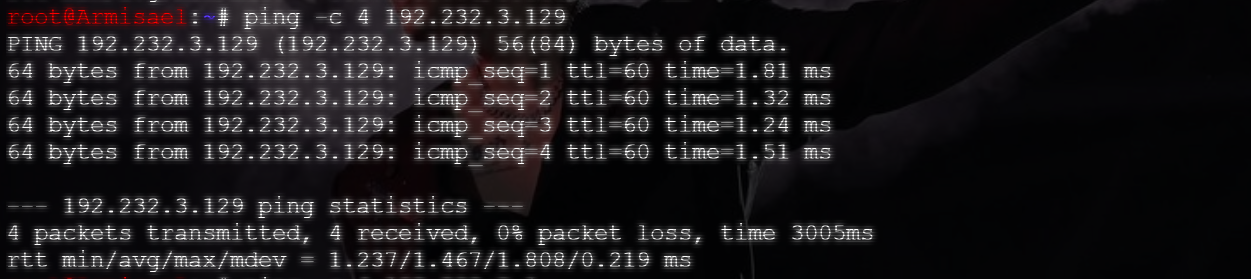 root@Armisael:~# ping -c 4 192.232.3.129
PING 192.232.3.129 (192.232.3.129) 56(84) bytes of data.
64 bytes from 192.232.3.129: icmp_seq=1 ttl=60 time=1.81 ms
64 bytes from 192.232.3.129: icmp_seq=2 ttl=60 time=1.32 ms
64 bytes from 192.232.3.129: icmp_seq=3 ttl=60 time=1.24 ms
64 bytes from 192.232.3.129: icmp_seq=4 ttl=60 time=1.51 ms
--- 192.232.3.129 ping statistics ---
4 packets transmitted, 4 received, 0% packet loss, time 3005ms
rtt min/avg/max/mdev = 1.237/1.467/1.808/0.219 ms